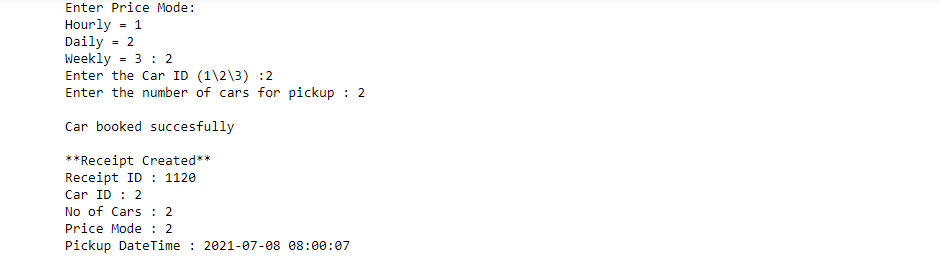 Enter Price Mode:
Hourly = 1
Daily = 2
Weekly = 3 : 2
Enter the Car ID (1\2\3) :2
Enter the number of cars for pickup : 2
Car booked succesfully
**Receipt Created**
Receipt ID : 1120
Car ID : 2
No of Cars : 2
Price Mode : 2
Pickup DateTime : 2021-07-08 08:00:07